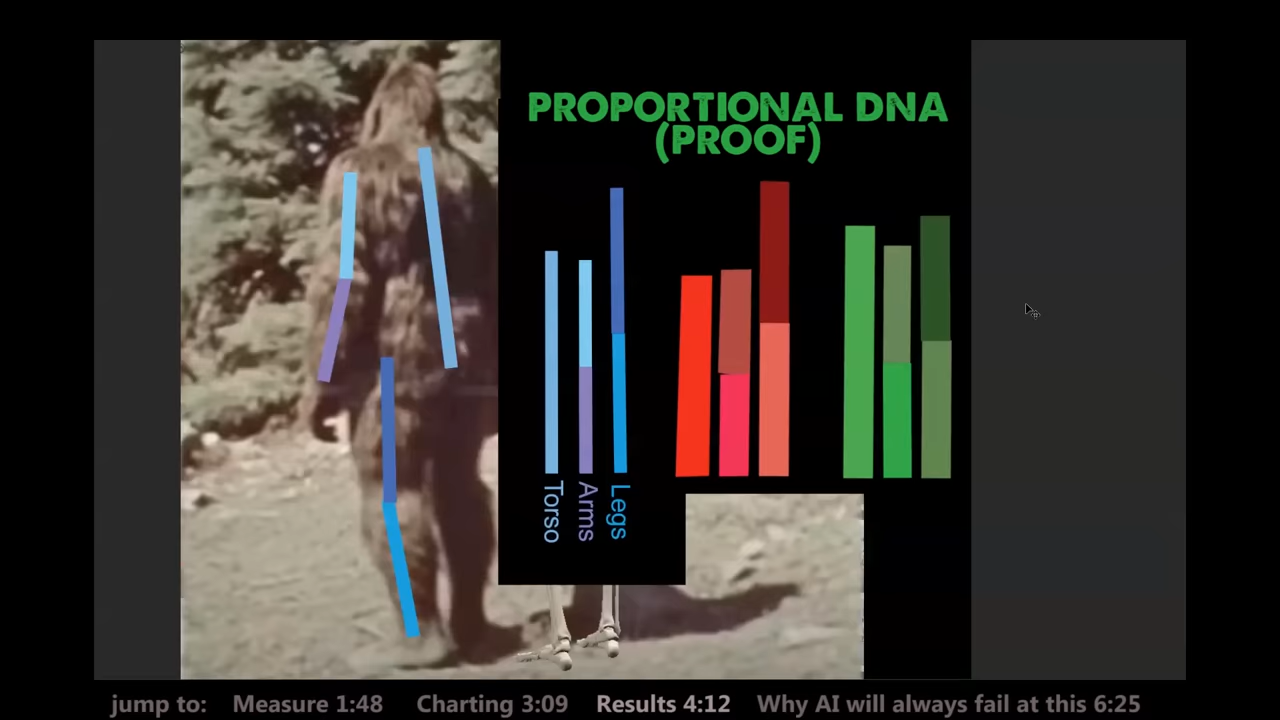 PROPORTIONAL DNA
(PROOF)
Torso
Arms
Legs
jump to: Measure 1:48 Charting 3:09 Results 4:12 Why AI will always fail at this 6:25